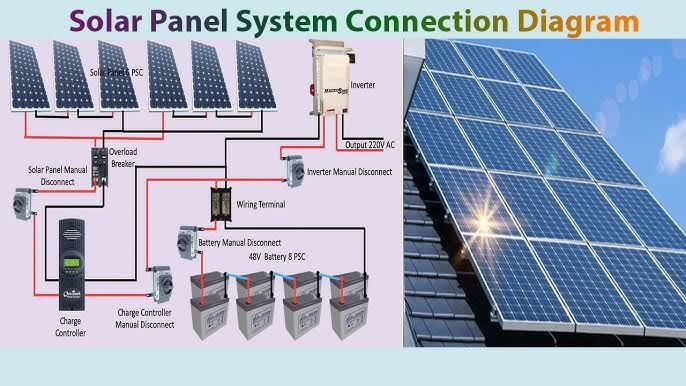 Solar Panel System Connection Diagram
Solar Panel 6 PSC
Inverter
Overload
Breaker
Output 220V AC
Solar Panel Manual
Disconnect
Inverter Manual Disconnect
Wiring Terminal
Battery Manual Disconnect
48V Battery 8 PSC
Charge Controller
Manual Disconnect
Charge
Controller